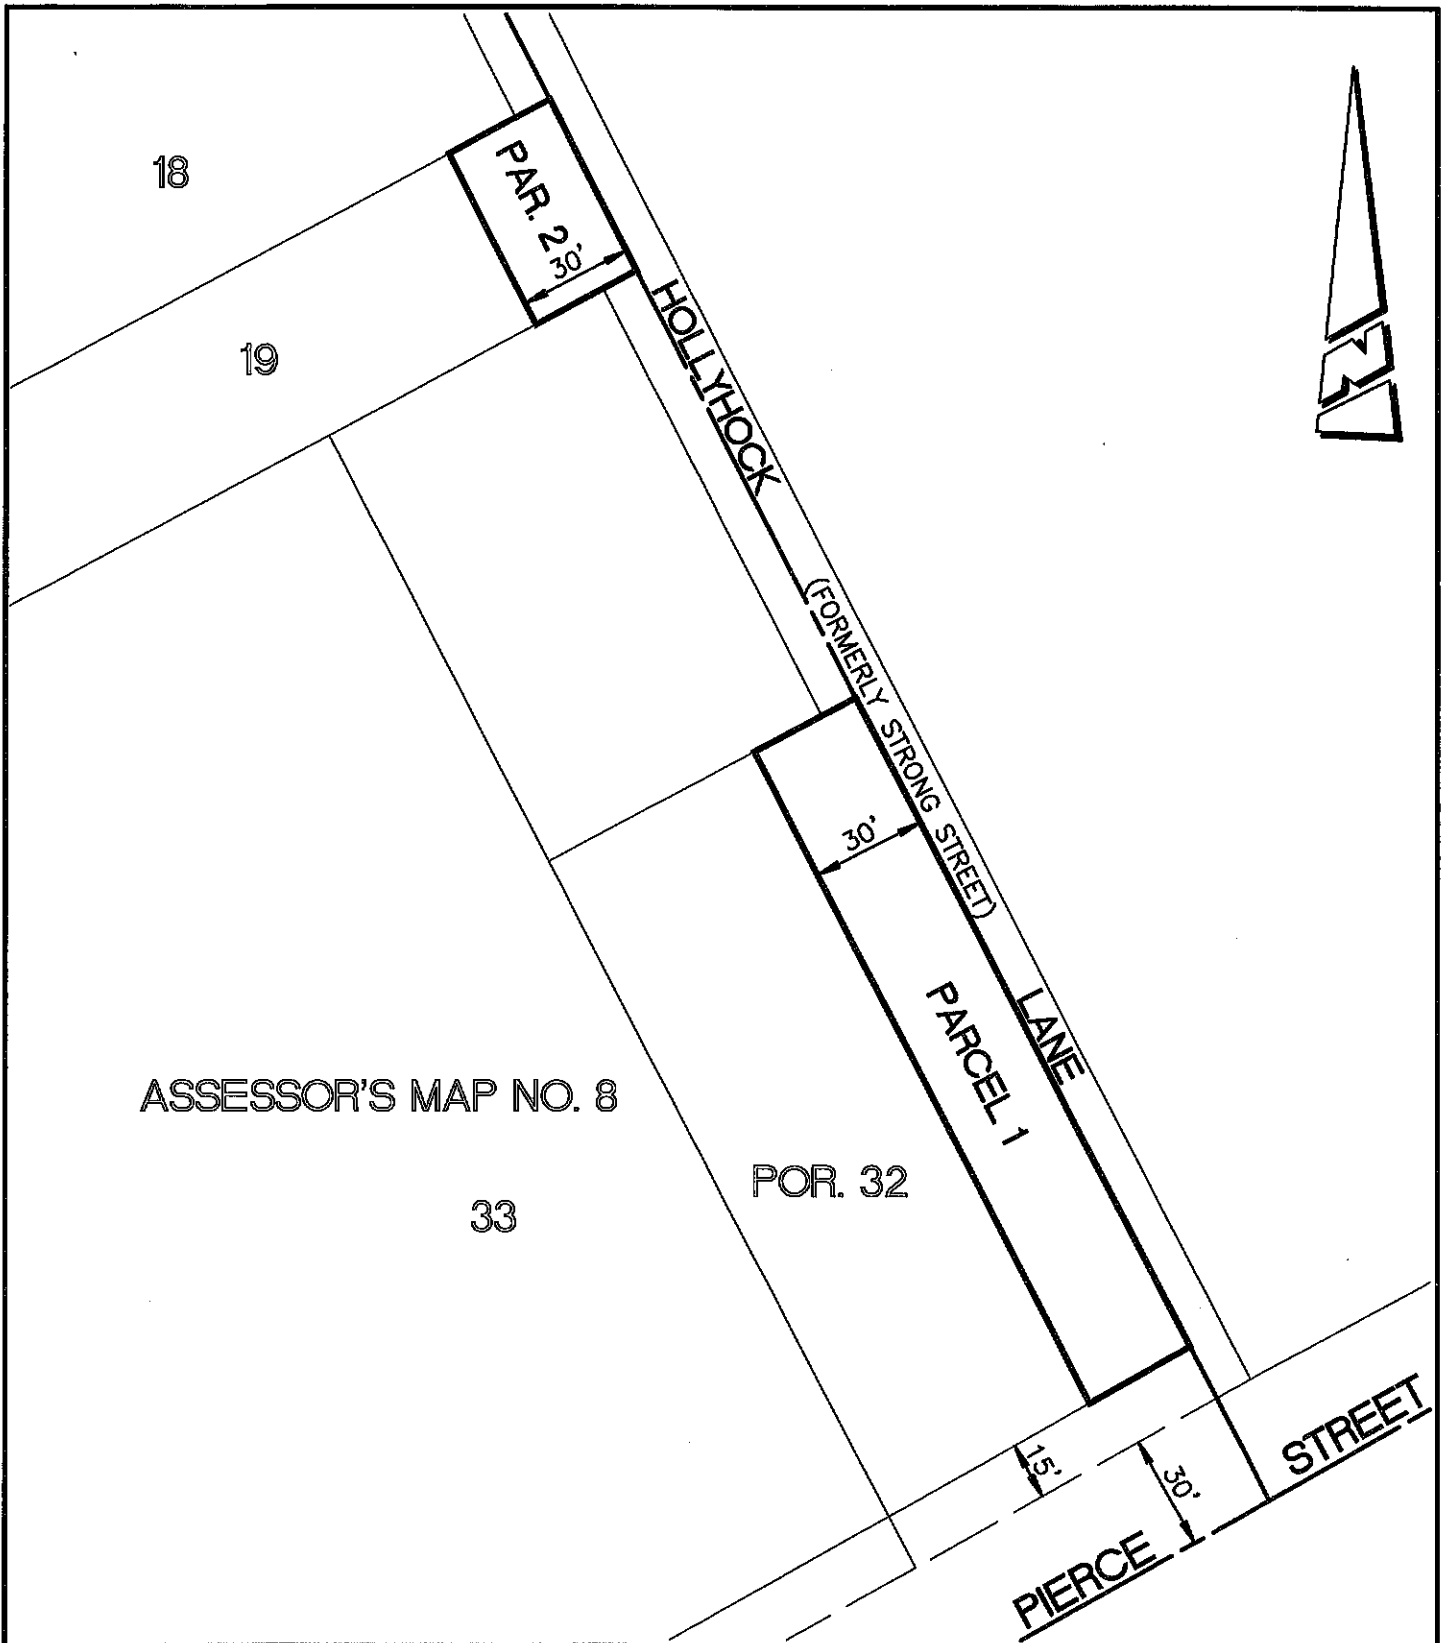 18
PAR. 2
30'
19
HOLLYHOCK
(FORMERLY STRONG STREET)
30'
PARCEL 1
LANE
ASSESSOR'S MAP NO. 8
POR. 32
33
15'
30'
PIERCE STREET
N